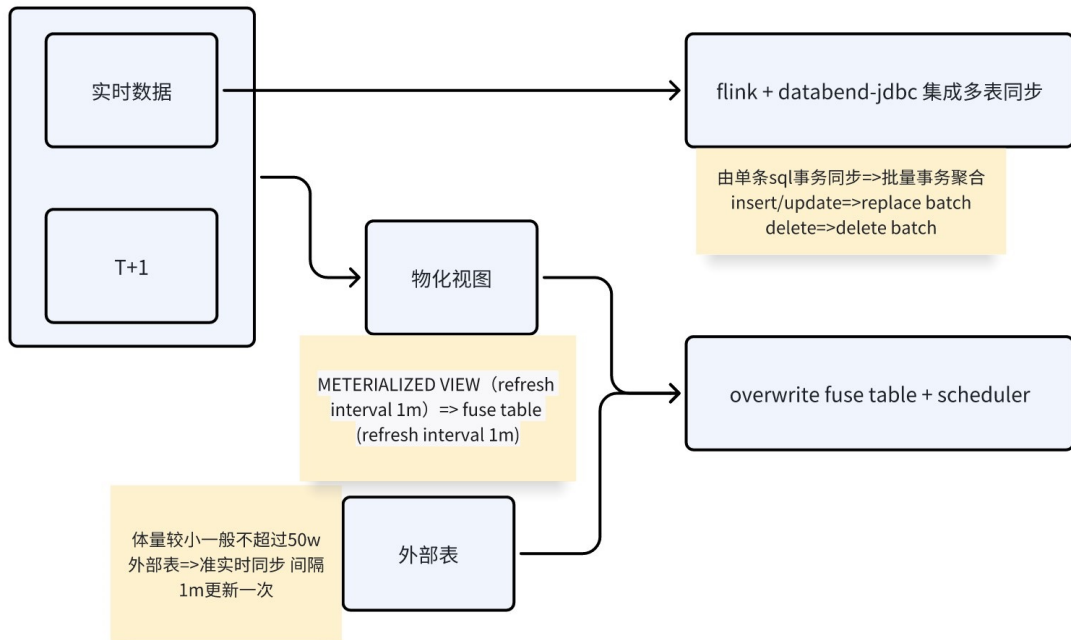 实时数据
flink + databend-jdbc 集成多表同步
由单条sql事务同步=>批量事务聚合
insert/update=>replace batch
delete=>delete batch
T+1
物化视图
METERIALIZED VIEW（refresh
interval 1m）=> fuse table
(refresh interval 1m)
overwrite fuse table + scheduler
体量较小一般不超过50w
外部表=>准实时同步 间隔
1m更新一次
外部表